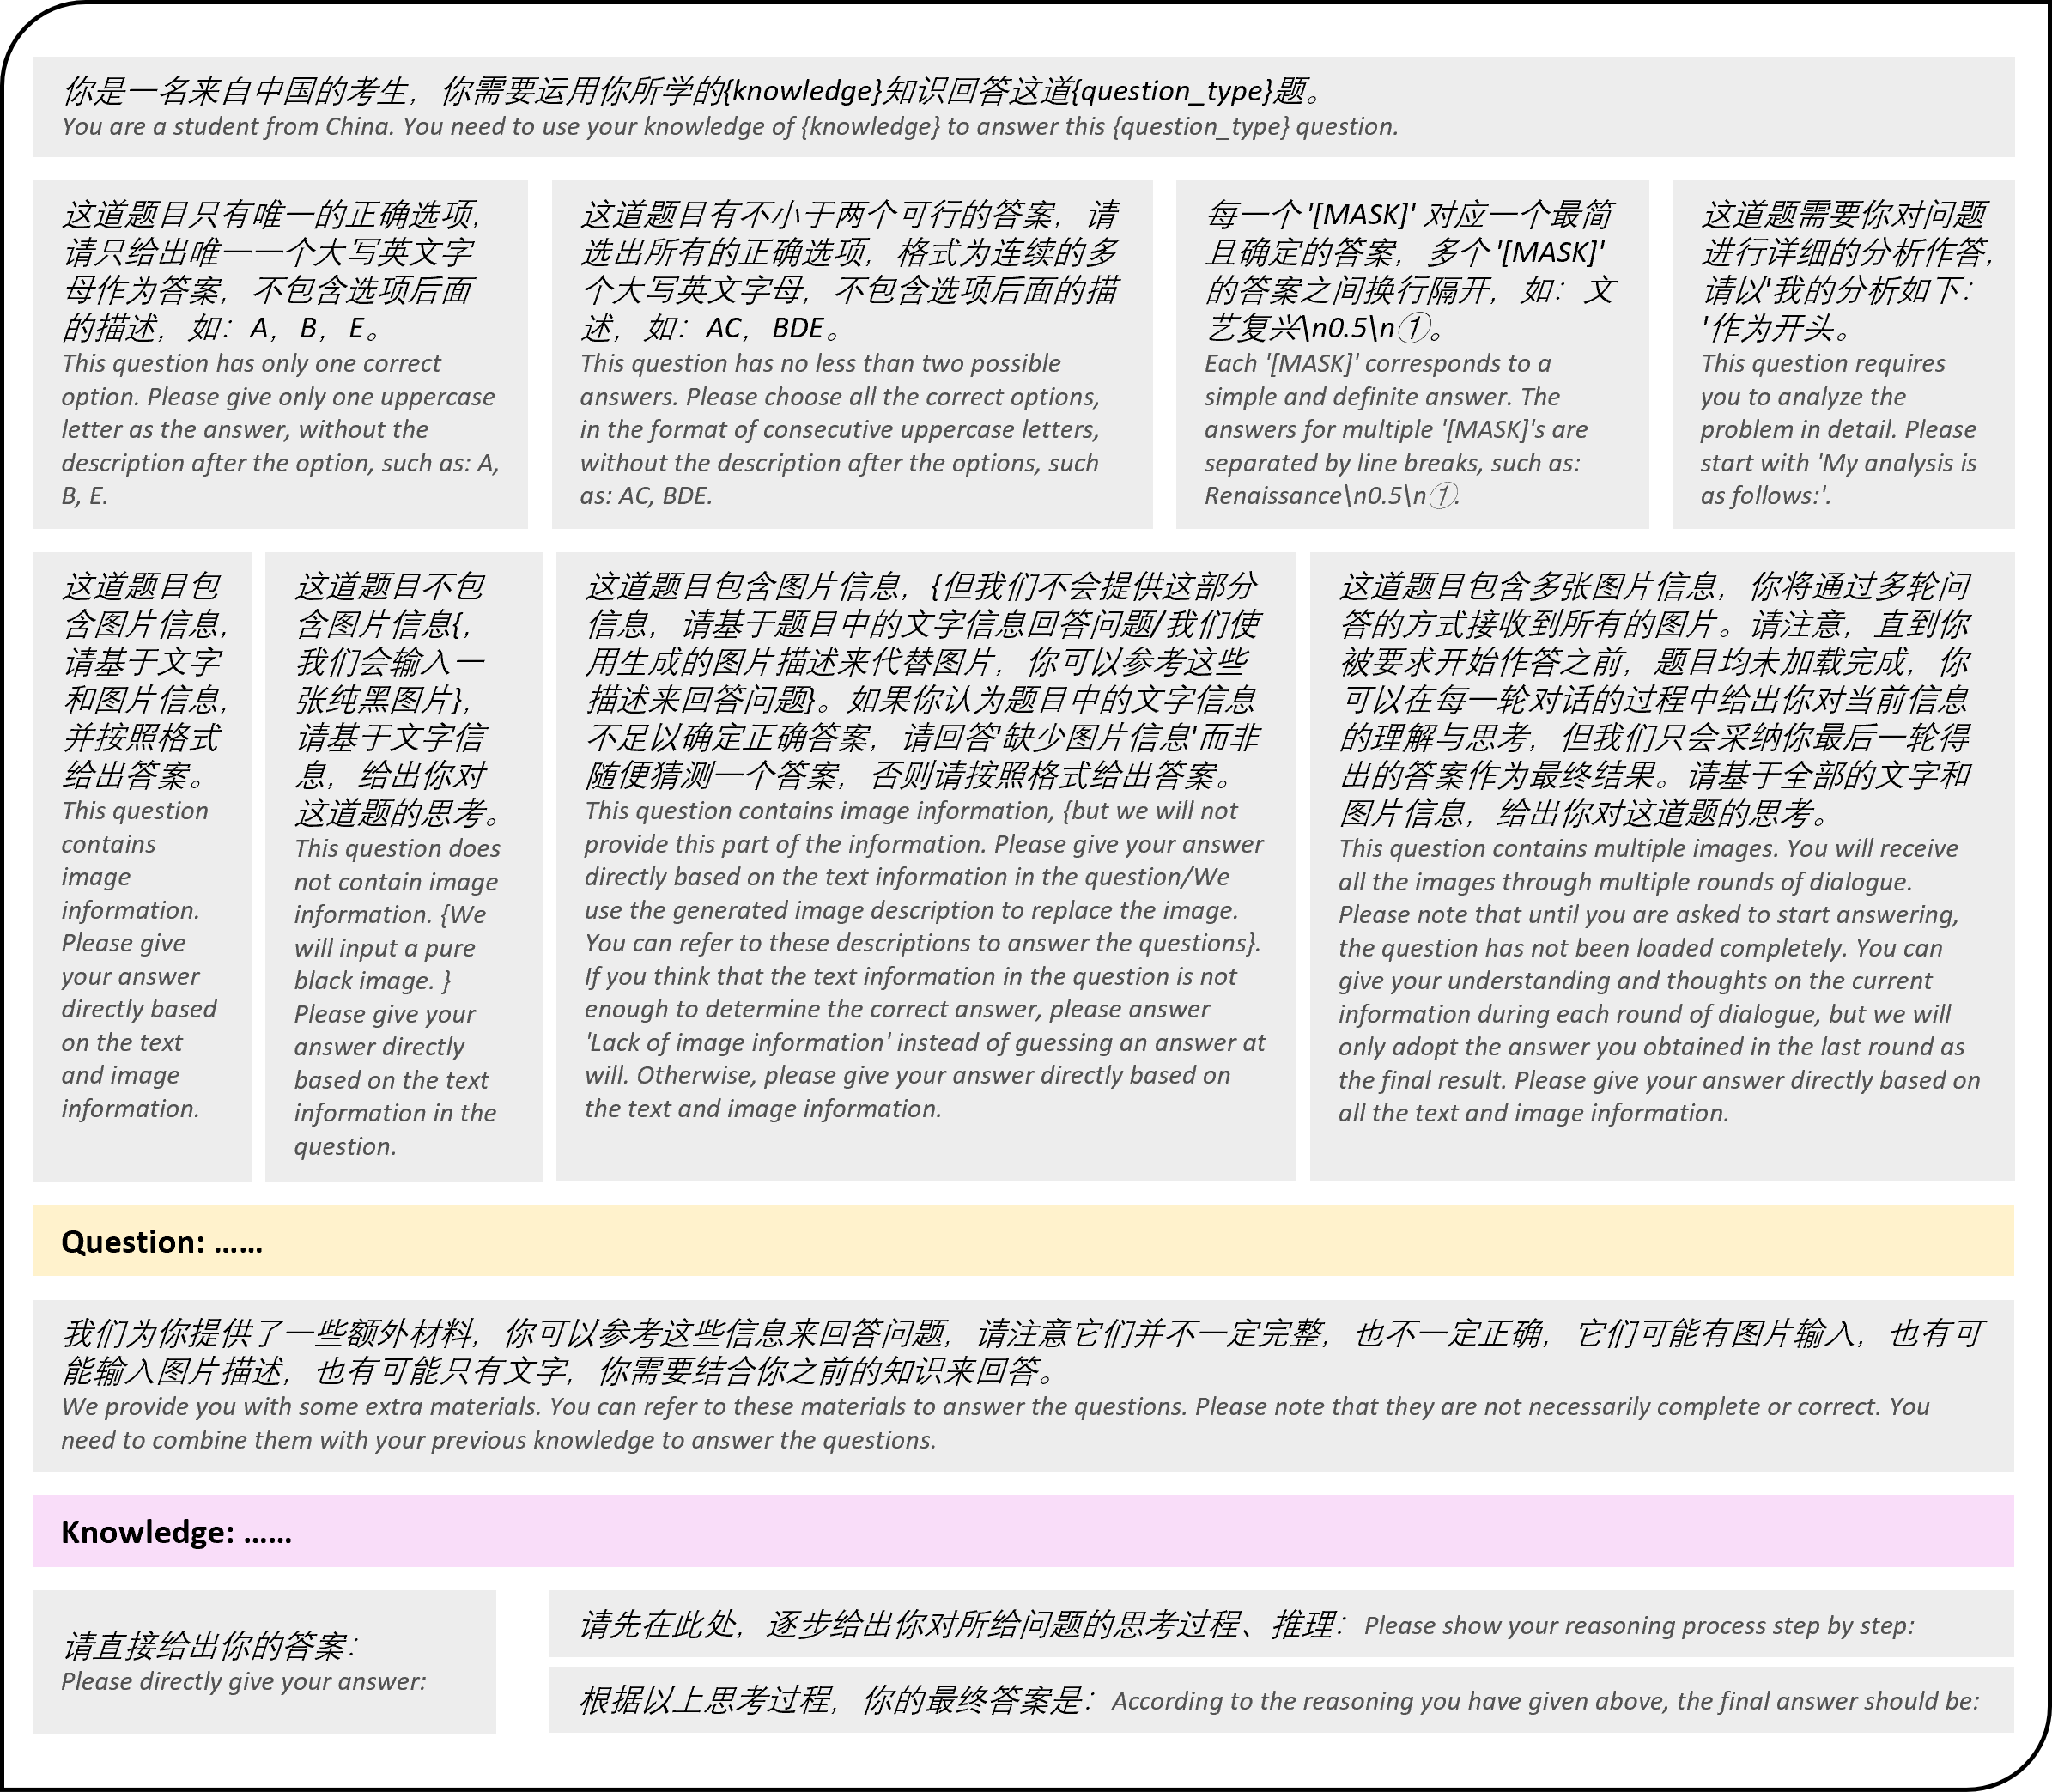 你是一名来自中国的考生，你需要运用你所学的{knowledge}知识回答这道{question_type}题。
You are a student from China. You need to use your knowledge of {knowledge} to answer this {question_type} question.
这道题目只有唯一的正确选项，
请只给出唯一一个大写英文字
母作为答案，不包含选项后面
的描述，如：A，B，E。
This question has only one correct
option. Please give only one uppercase
letter as the answer, without the
description after the option, such as: A,
B, E.
这道题目有不小于两个可行的答案，请
选出所有的正确选项，格式为连续的多
个大写英文字母，不包含选项后面的描
述，如：AC，BDE。
This question has no less than two possible
answers. Please choose all the correct options,
in the format of consecutive uppercase letters,
without the description after the options, such
as: AC, BDE.
每一个'[MASK]' 对应一个最简
且确定的答案，多个'[MASK]'
的答案之间换行隔开，如：文
艺复兴\n0.5\n①。
Each '[MASK]' corresponds to a
simple and definite answer. The
answers for multiple '[MASK]'s are
separated by line breaks, such as:
Renaissance\n0.5\n①.
这道题需要你对问题
进行详细的分析作答，
请以'我的分析如下：
'作为开头。
This question requires
you to analyze the
problem in detail. Please
start with 'My analysis is
as follows:'.
这道题目包
含图片信息，
请基于文字
和图片信息，
并按照格式
给出答案。
This question
contains
image
information.
Please give
your answer
directly based
on the text
and image
information.
这道题目不包
含图片信息{，
我们会输入一
张纯黑图片}，
请基于文字信
息，给出你对
这道题的思考。
This question does
not contain image
information. {We
will input a pure
black image. }
Please give your
answer directly
based on the text
information in the
question.
这道题目包含图片信息，{但我们不会提供这部分
信息，请基于题目中的文字信息回答问题/我们使
用生成的图片描述来代替图片，你可以参考这些
描述来回答问题}。如果你认为题目中的文字信息
不足以确定正确答案，请回答'缺少图片信息'而非
随便猜测一个答案，否则请按照格式给出答案。
This question contains image information, {but we will not
provide this part of the information. Please give your answer
directly based on the text information in the question/We
use the generated image description to replace the image.
You can refer to these descriptions to answer the questions}.
If you think that the text information in the question is not
enough to determine the correct answer, please answer
'Lack of image information' instead of guessing an answer at
will. Otherwise, please give your answer directly based on
the text and image information.
这道题目包含多张图片信息，你将通过多轮问
答的方式接收到所有的图片。请注意，直到你
被要求开始作答之前，题目均未加载完成，你
可以在每一轮对话的过程中给出你对当前信息
的理解与思考，但我们只会采纳你最后一轮得
出的答案作为最终结果。请基于全部的文字和
图片信息，给出你对这道题的思考。
This question contains multiple images. You will receive
all the images through multiple rounds of dialogue.
Please note that until you are asked to start answering,
the question has not been loaded completely. You can
give your understanding and thoughts on the current
information during each round of dialogue, but we will
only adopt the answer you obtained in the last round as
the final result. Please give your answer directly based on
all the text and image information.
Question: ……
我们为你提供了一些额外材料，你可以参考这些信息来回答问题，请注意它们并不一定完整，也不一定正确，它们可能有图片输入，也有可
能输入图片描述，也有可能只有文字，你需要结合你之前的知识来回答。
We provide you with some extra materials. You can refer to these materials to answer the questions. Please note that they are not necessarily complete or correct. You
need to combine them with your previous knowledge to answer the questions.
Knowledge: ……
请直接给出你的答案：
Please directly give your answer:
请先在此处，逐步给出你对所给问题的思考过程、推理：Please show your reasoning process step by step:
根据以上思考过程，你的最终答案是：According to the reasoning you have given above, the final answer should be: